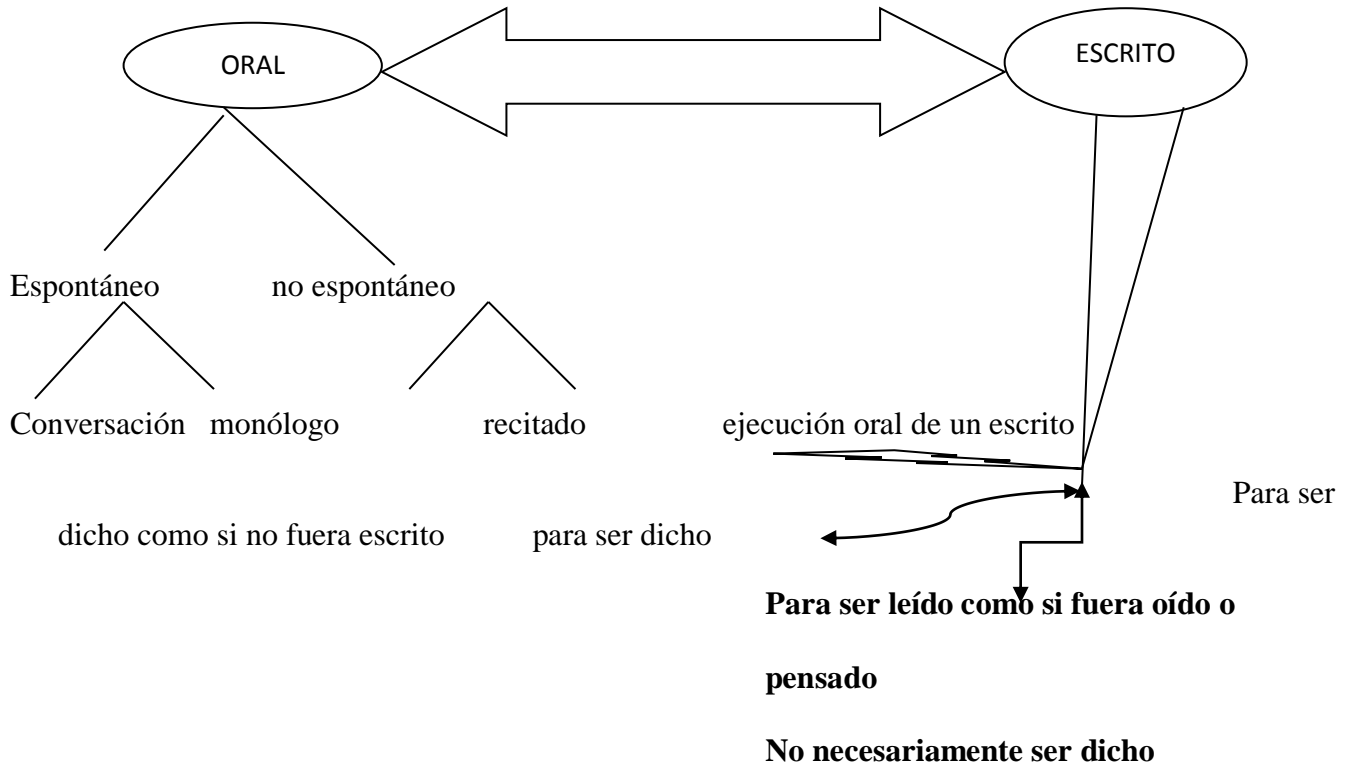 ORAL
ESCRITO
Espontáneo no espontáneo
Conversación monólogo recitado ejecución oral de un escrito
Para ser
dicho como si no fuera escrito para ser dicho
Para ser leído como si fuera oído o
pensado
No necesariamente ser dicho